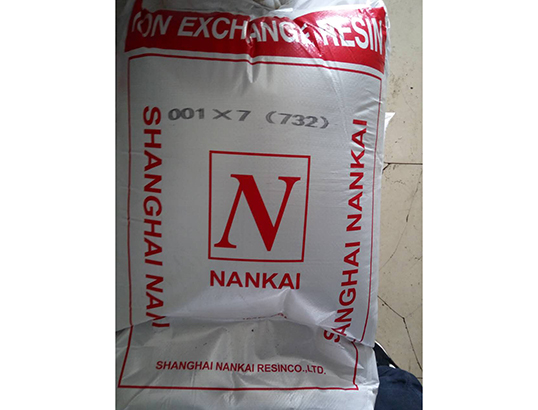 ION EXCHANGE RESIN
001×7 (732)
SHANGHAI NAN
SHANGHAI NANKAI
N
NANKAI
SHANGHAI NANKAI RESINCO.,LTD.